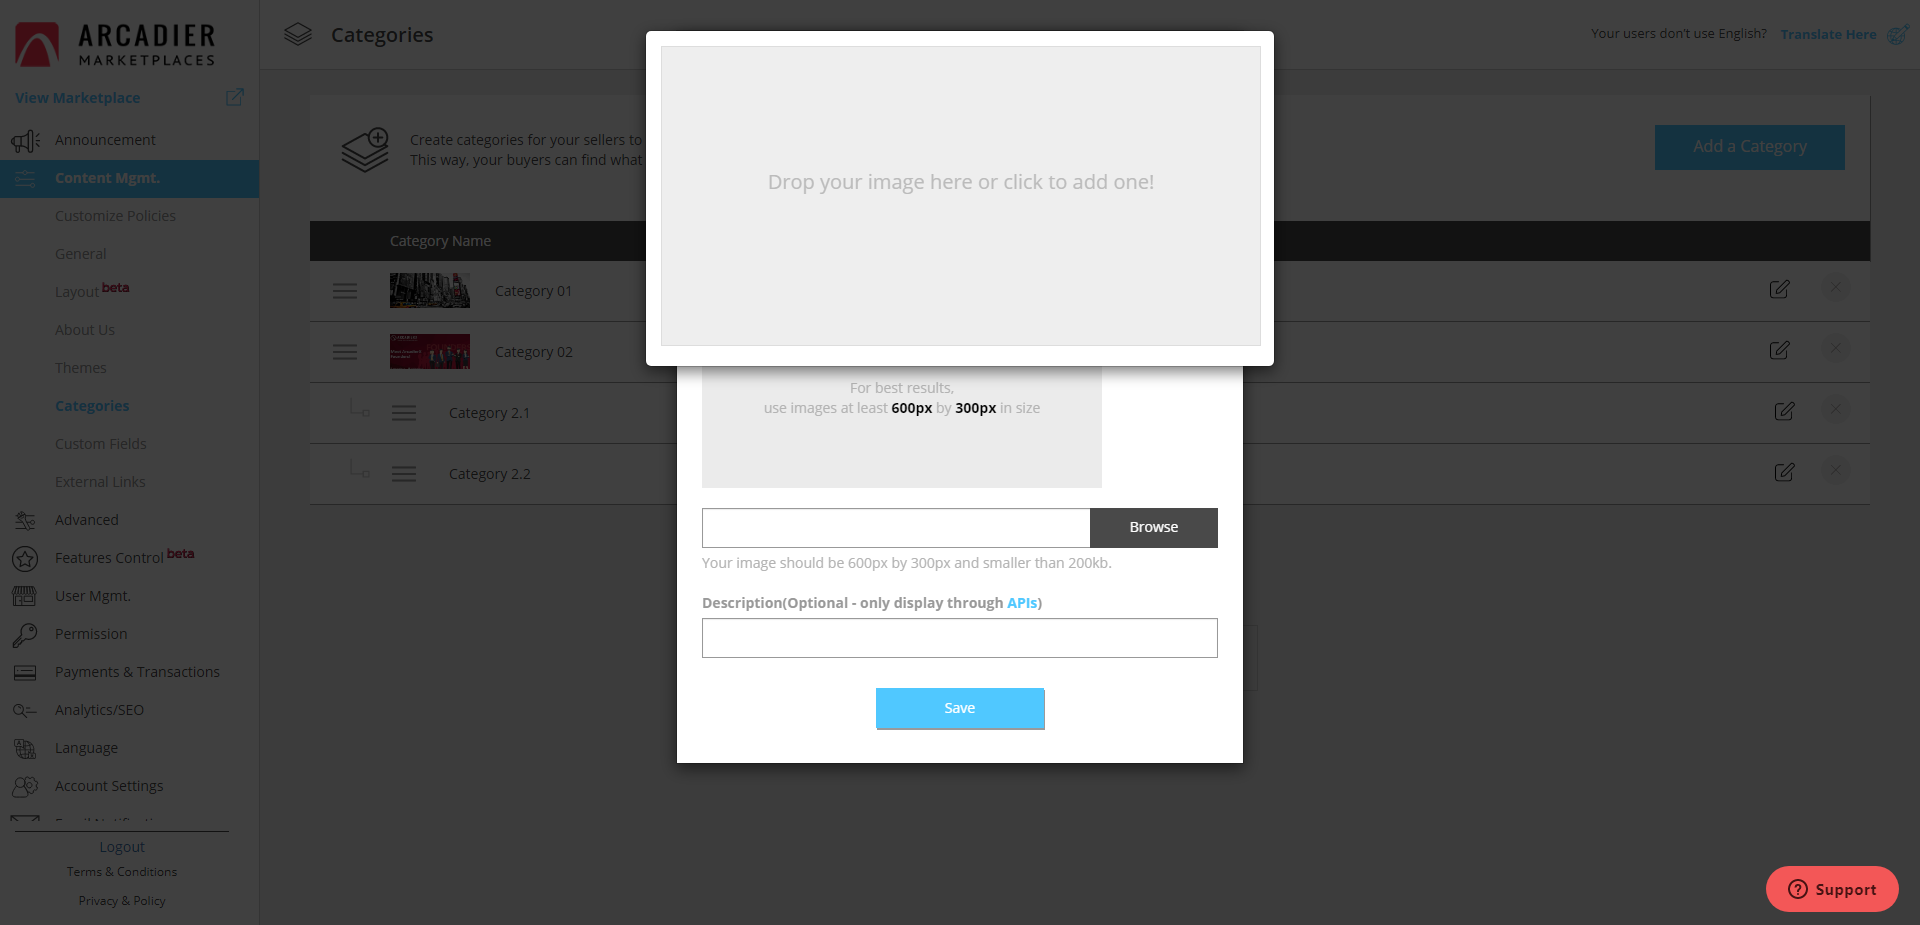 ARCADIER
MARKETPLACES
View Marketplace
Announcement
Content Mgmt.
Customize Policies
General
Layout beta
About Us
Themes
Categories
Custom Fields
External Links
Advanced
Features Control beta
User Mgmt.
Permission
Payments & Transactions
Analytics/SEO
Language
Account Settings
Logout
Terms & Conditions
Privacy & Policy
Categories
Your users don't use English? Translate Here
Create categories for your sellers to
This way, your buyers can find what
Add a Category
Category Name
Category 01
Category 02
Category 2.1
Category 2.2
Drop your image here or click to add one!
For best results,
use images at least 600px by 300px in size
Browse
Your image should be 600px by 300px and smaller than 200kb.
Description(Optional - only display through APIs)
Save
Support